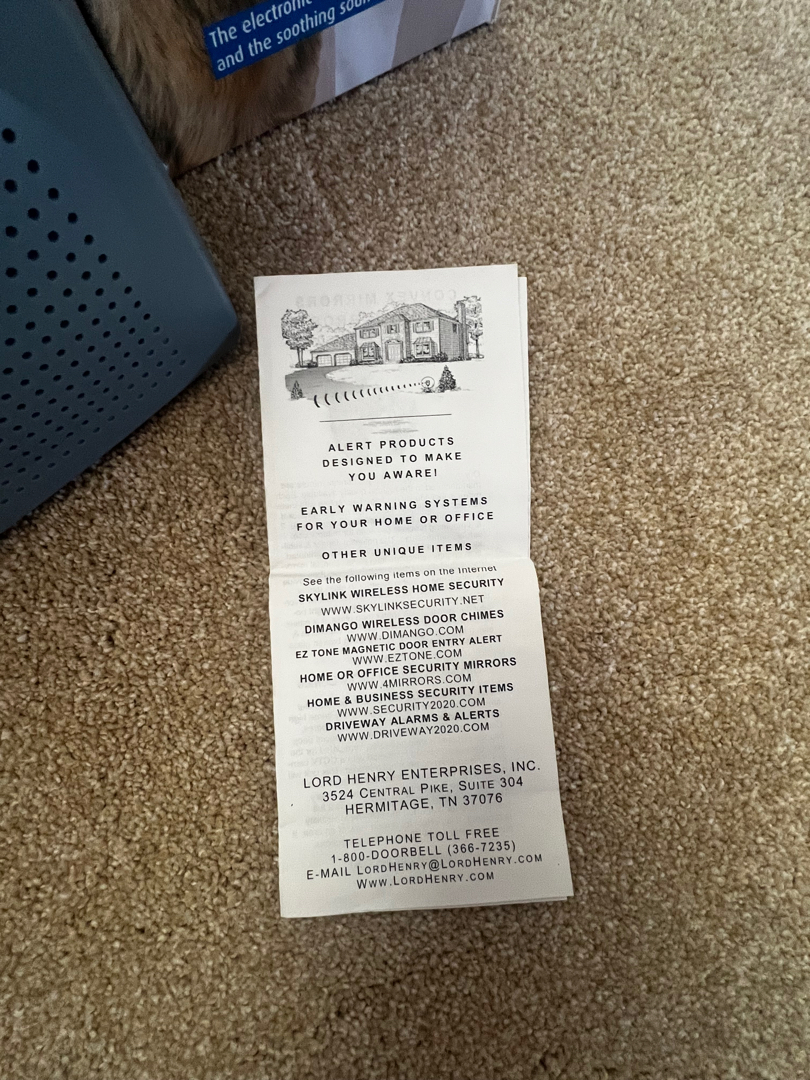 The electronic
and the soothing
ALERT PRODUCTS
DESIGNED TO MAKE
YOU AWARE!
EARLY WARNING SYSTEMS
FOR YOUR HOME OR OFFICE
OTHER UNIQUE ITEMS
See the following items on the Internet
SKYLINK WIRELESS HOME SECURITY
WWW.SKYLINKSECURITY.NET
DIMANGO WIRELESS DOOR CHIMES
WWW.DIMANGO.COM
EZ TONE MAGNETIC DOOR ENTRY ALERT
WWW.EZTONE.COM
HOME OR OFFICE SECURITY MIRRORS
WWW.4MIRRORS.COM
HOME & BUSINESS SECURITY ITEMS
WWW.SECURITY2020.COM
DRIVEWAY ALARMS & ALERTS
WWW.DRIVEWAY2020.COM
LORD HENRY ENTERPRISES, INC.
3524 CENTRAL PIKE, SUITE 304
HERMITAGE, TN 37076
TELEPHONE TOLL FREE
1-800-DOORBELL (366-7235)
E-MAIL LORDHENRY@LORDHENRY.COM
WWW.LORDHENRY.COM